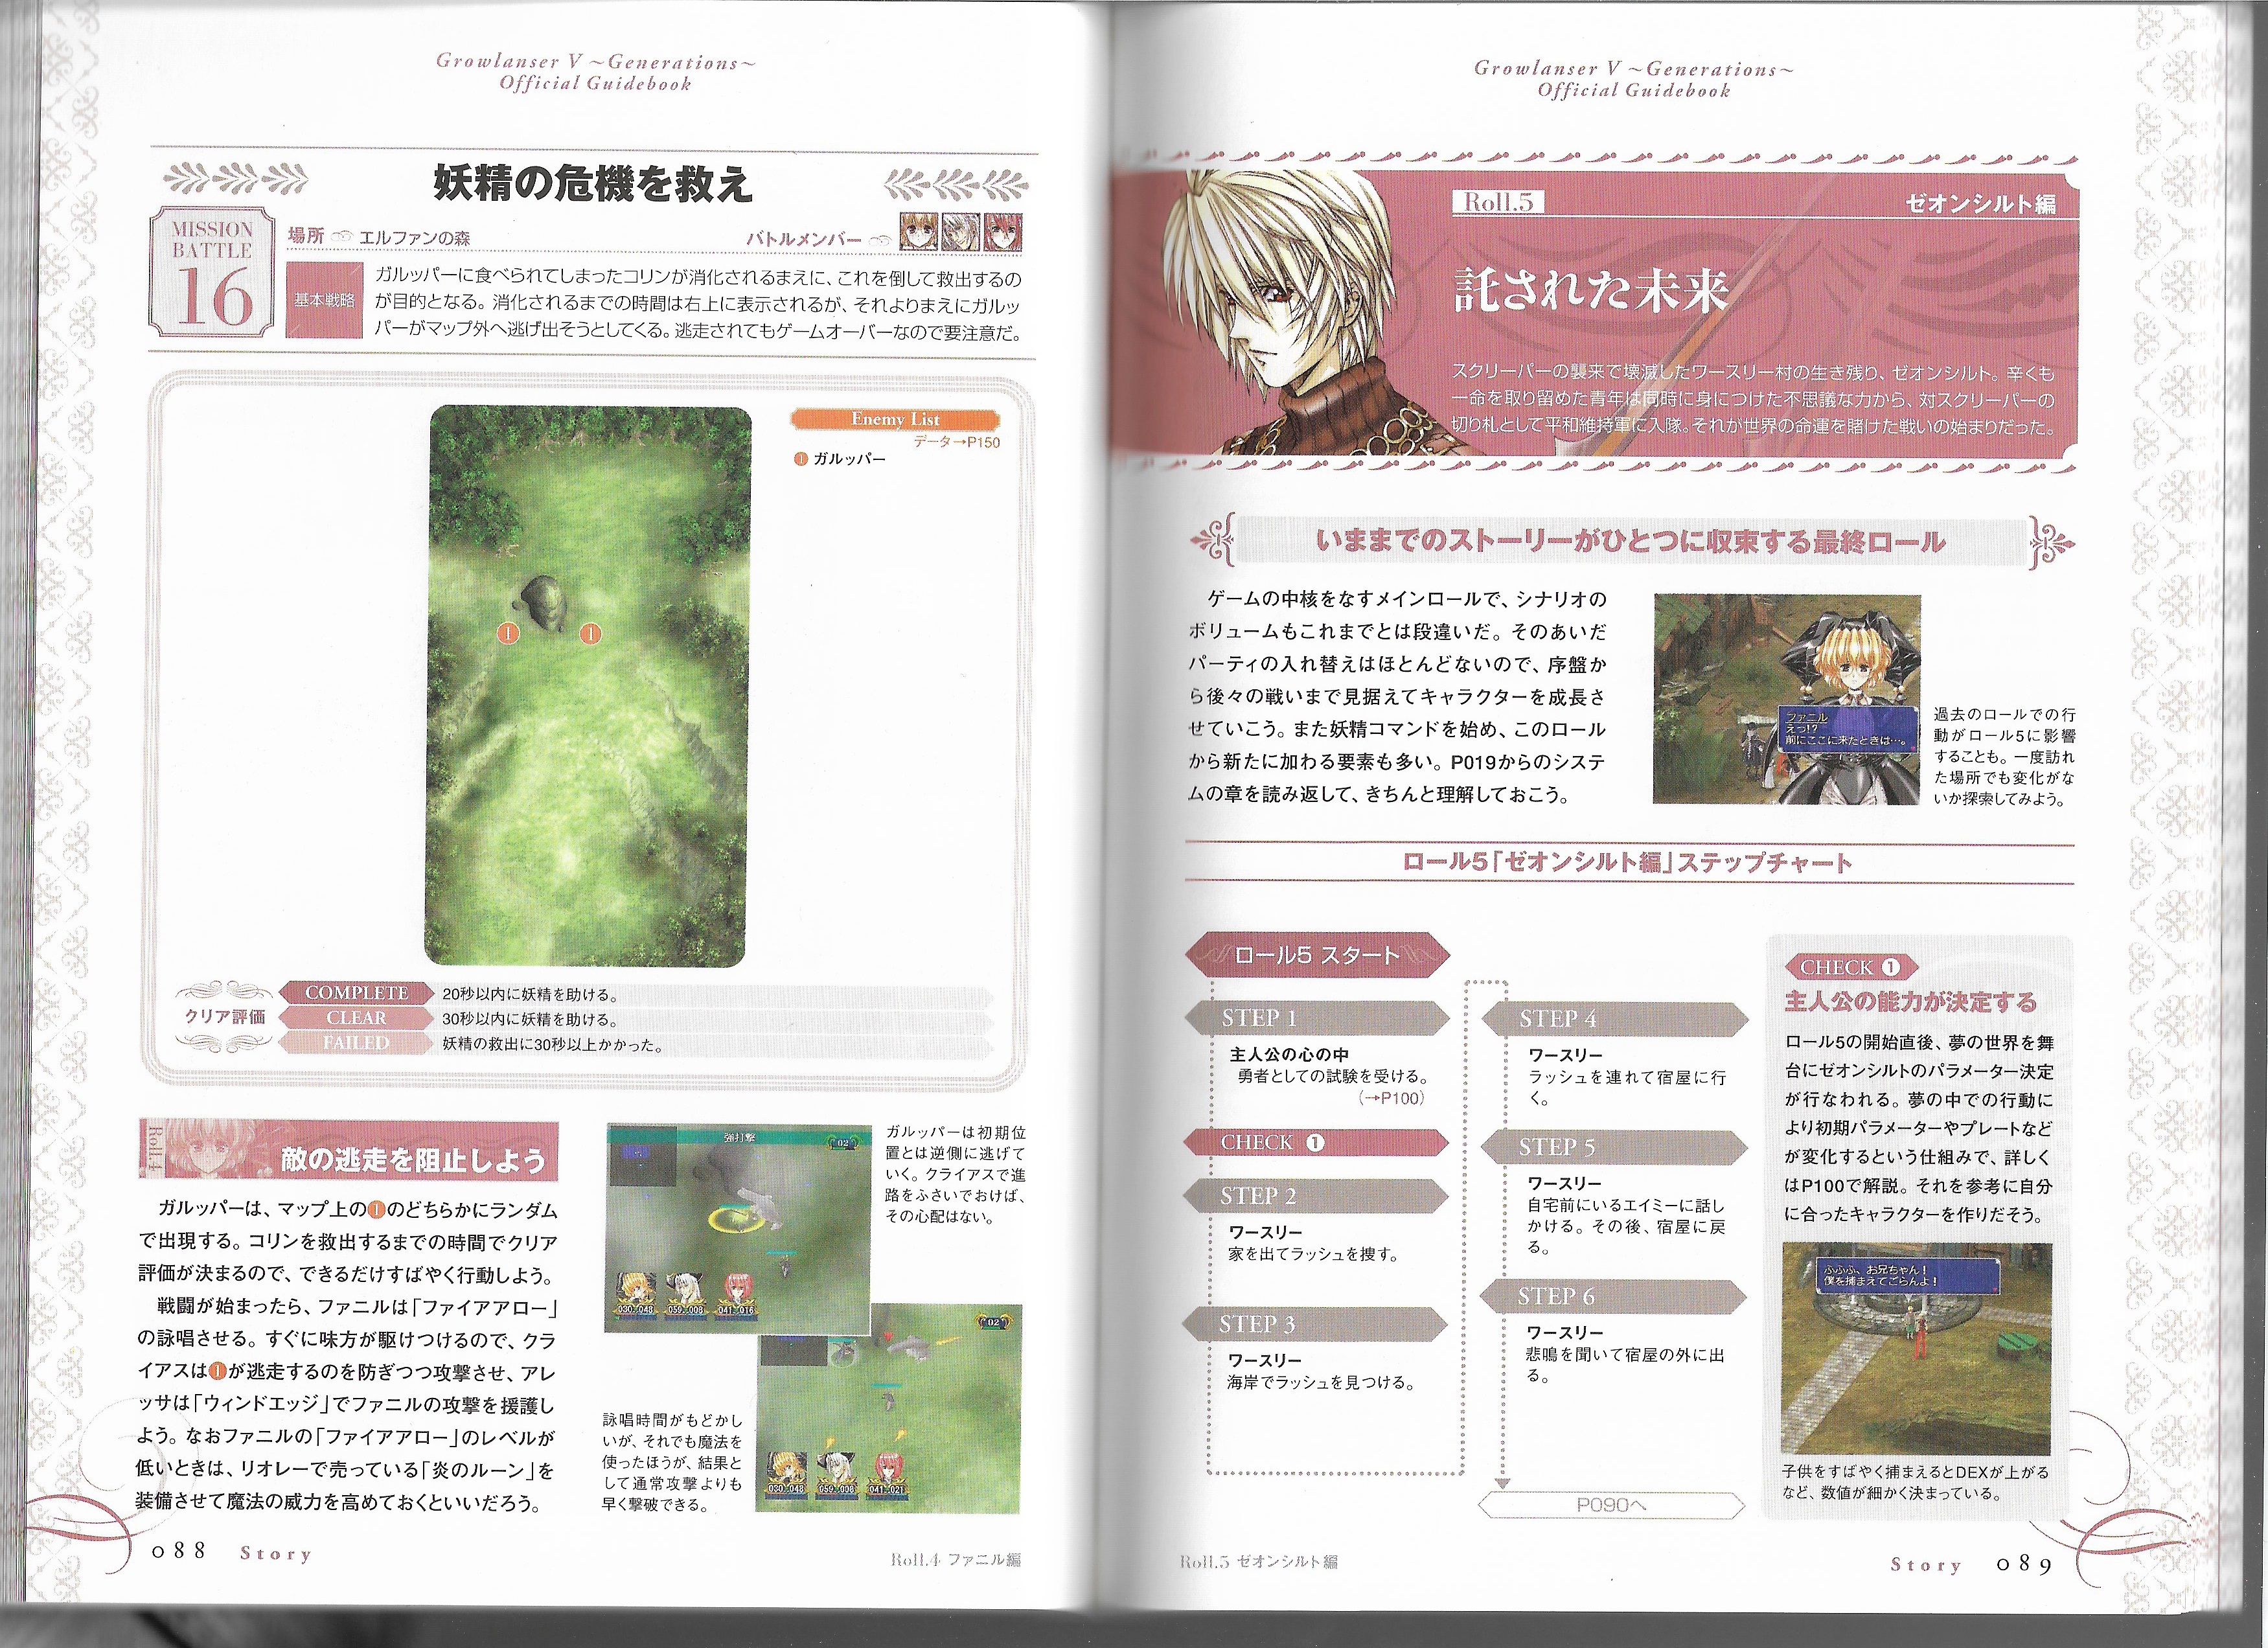 Growlanser V ~Generations~
Official Guidebook
妖精の危機を救え
MISSION
BATTLE
16
場所 エルファンの森
バトルメンバー
基本戦略
ガルッパーに食べられてしまったコリンが消化されるまえに、これを倒して救出するの
が目的となる。消化されるまでの時間は右上に表示されるが、それよりまえにガルッ
パーがマップ外へ逃げ出そうとしてくる。逃走されてもゲームオーバーなので要注意だ。
Enemy List
データ→P150
① ガルッパー
①
①
クリア評価
COMPLETE 20秒以内に妖精を助ける。
CLEAR 30秒以内に妖精を助ける。
FAILED 妖精の救出に30秒以上かかった。
Roll.4
敵の逃走を阻止しよう
ガルッパーは、マップ上の①のどちらかにランダム
で出現する。コリンを救出するまでの時間でクリア
評価が決まるので、できるだけすばやく行動しよう。
戦闘が始まったら、ファニルは「ファイアアロー」
の詠唱させる。すぐに味方が駆けつけるので、クラ
イアスは①が逃走するのを防ぎつつ攻撃させ、アレ
ッサは「ウィンドエッジ」でファニルの攻撃を援護し
よう。なおファニルの「ファイアアロー」のレベルが
低いときは、リオレーで売っている「炎のルーン」を
装備させて魔法の威力を高めておくといいだろう。
強打撃
02
030:048 059:008 041:016
ガルッパーは初期位
置とは逆側に逃げて
いく。クライアスで進
路をふさいでおけば、
その心配はない。
02
030:048 059:008 041:021
詠唱時間がもどかし
いが、それでも魔法を
使ったほうが、結果と
して通常攻撃よりも
早く撃破できる。
088 Story
Roll.4 ファニル編
Growlanser V ~Generations~
Official Guidebook
Roll.5
ゼオンシルト編
託された未来
スクリーパーの襲来で壊滅したワースリー村の生き残り、ゼオンシルト。辛くも
一命を取り留めた青年は同時に身につけた不思議な力から、対スクリーパーの
切り札として平和維持軍に入隊。それが世界の命運を賭けた戦いの始まりだった。
いままでのストーリーがひとつに収束する最終ロール
ゲームの中核をなすメインロールで、シナリオの
ボリュームもこれまでとは段違いだ。そのあいだ
パーティの入れ替えはほとんどないので、序盤か
ら後々の戦いまで見据えてキャラクターを成長さ
せていこう。また妖精コマンドを始め、このロール
から新たに加わる要素も多い。P019からのシステ
ムの章を読み返して、きちんと理解しておこう。
ファニル
えっ!?
前にここに来たときは…。
過去のロールでの行
動がロール5に影響
することも。一度訪れ
た場所でも変化がな
いか探索してみよう。
ロール5「ゼオンシルト編」ステップチャート
ロール5 スタート
STEP 1
主人公の心の中
勇者としての試験を受ける。
(→P100)
CHECK ❶
STEP 2
ワースリー
家を出てラッシュを捜す。
STEP 3
ワースリー
海岸でラッシュを見つける。
STEP 4
ワースリー
ラッシュを連れて宿屋に行
く。
STEP 5
ワースリー
自宅前にいるエイミーに話し
かける。その後、宿屋に戻
る。
STEP 6
ワースリー
悲鳴を聞いて宿屋の外に出
る。
P090へ
CHECK ❶
主人公の能力が決定する
ロール5の開始直後、夢の世界を舞
台にゼオンシルトのパラメーター決定
が行なわれる。夢の中での行動に
より初期パラメーターやプレートなど
が変化するという仕組みで、詳しく
はP100で解説。それを参考に自分
に合ったキャラクターを作りだそう。
ふふふ、お兄ちゃん!
僕を捕まえてごらんよ!
子供をすばやく捕まえるとDEXが上がる
など、数値が細かく決まっている。
Roll.5 ゼオンシルト編
Story 089